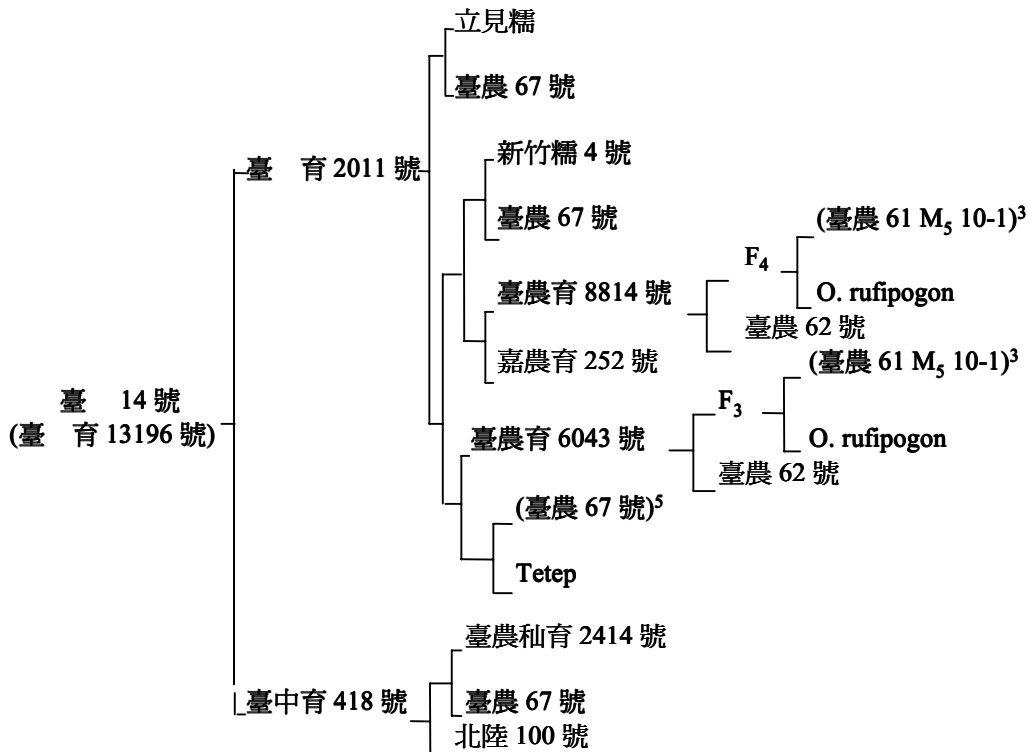 立見糯
臺農 67 號
新竹糯 4 號
臺　育 2011 號
臺農 67 號
(臺農 61 M₅ 10-1)³
F₄
臺農育 8814 號
O. rufipogon
臺農 62 號
嘉農育 252 號
(臺農 61 M₅ 10-1)³
臺　14 號
F₃
(臺　育 13196 號)
臺農育 6043 號
O. rufipogon
臺農 62 號
(臺農 67 號)⁵
Tetep
臺農秈育 2414 號
臺中育 418 號
臺農 67 號
北陸 100 號